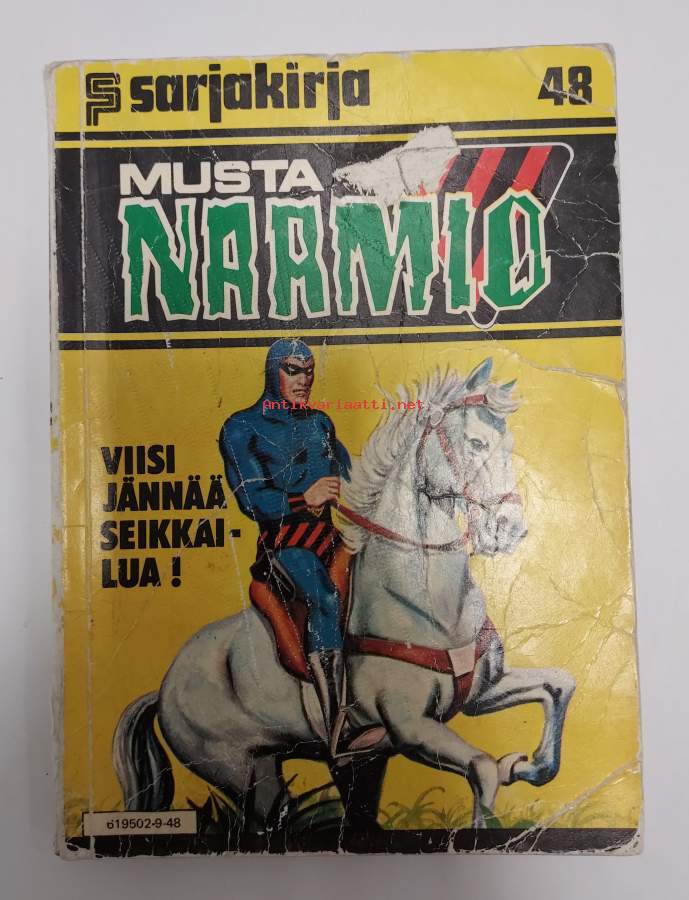 sarjakirja 48
MUSTA
NAAMIO
Antikvariaatti.net
VIISI
JÄNNÄÄ
SEIKKAI-
LUA!
619502-9-48